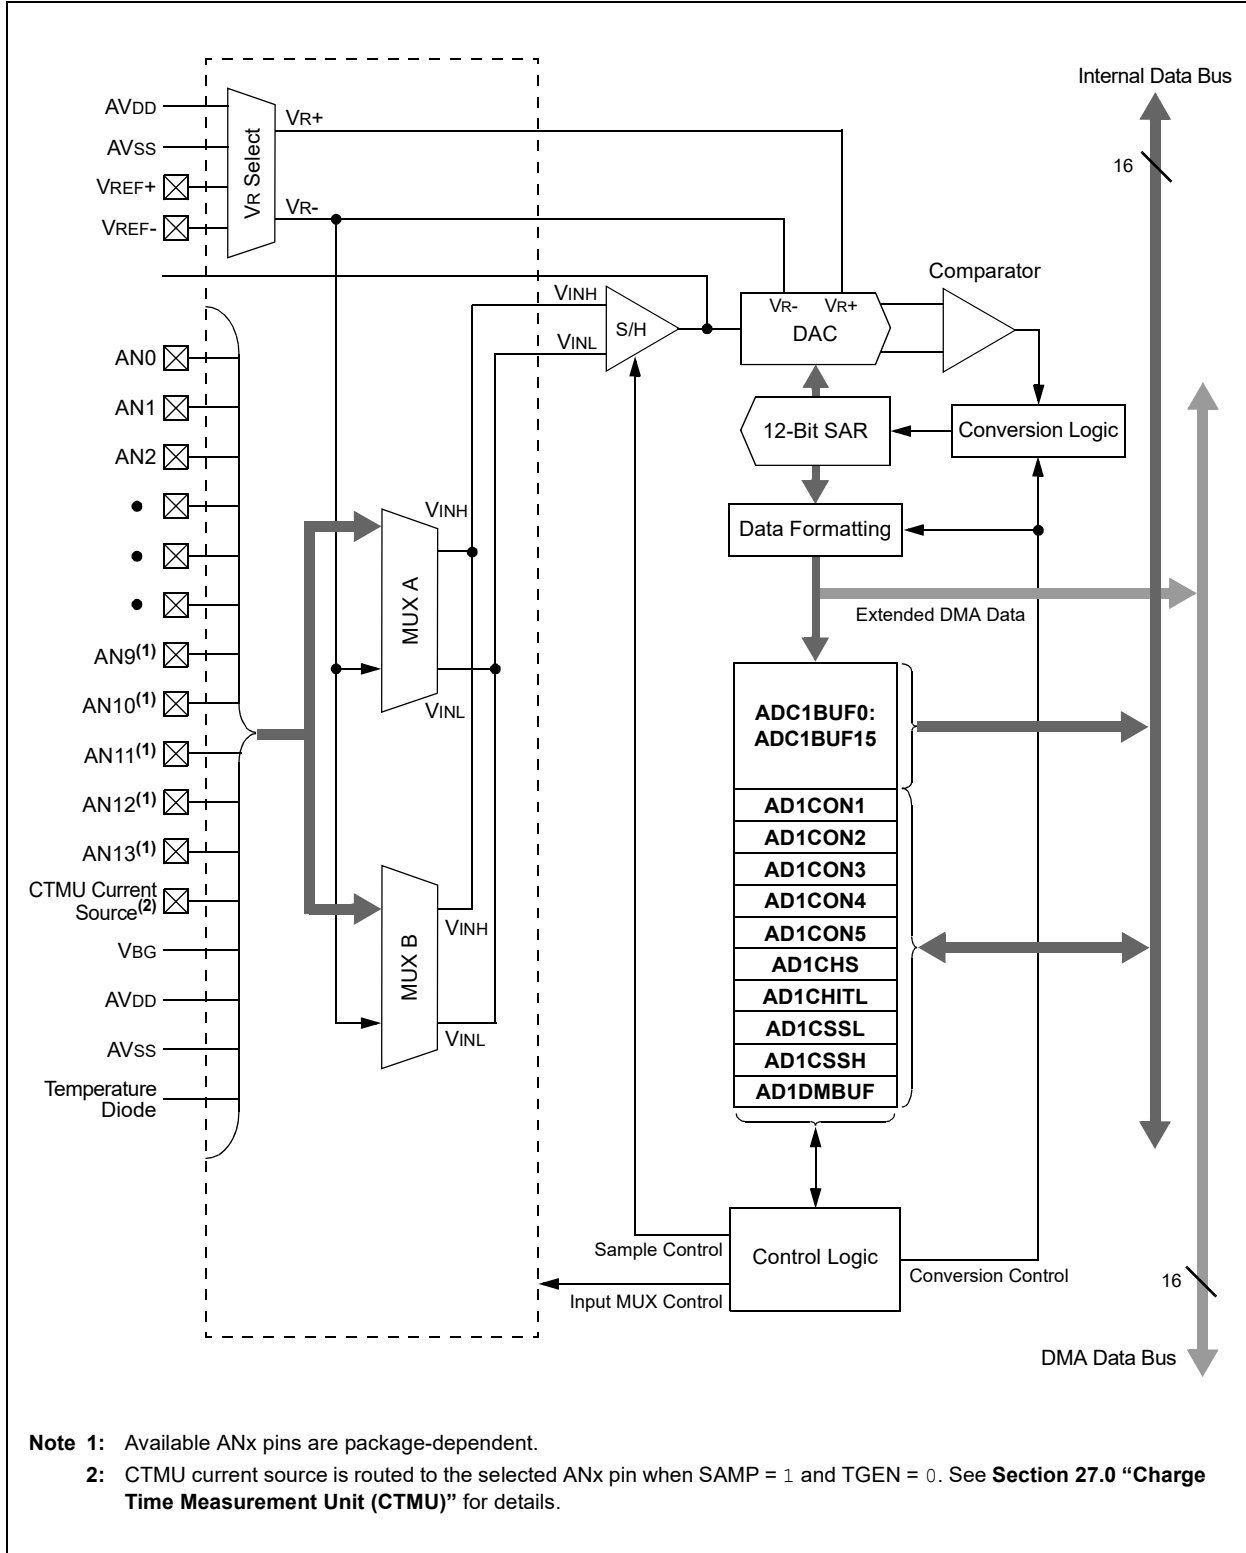 Internal Data Bus
AVDD
AVSS
VREF+
VREF-
VR Select
VR+
VR-
16
Comparator
VINH
VINL
S/H
VR- VR+
DAC
AN0
AN1
AN2
•
•
•
AN9(1)
AN10(1)
AN11(1)
AN12(1)
AN13(1)
CTMU Current
Source(2)
VBG
AVDD
AVSS
Temperature
Diode
VINH
MUX A
VINL
MUX B
VINH
VINL
12-Bit SAR
Conversion Logic
Data Formatting
Extended DMA Data
ADC1BUF0:
ADC1BUF15
AD1CON1
AD1CON2
AD1CON3
AD1CON4
AD1CON5
AD1CHS
AD1CHITL
AD1CSSL
AD1CSSH
AD1DMBUF
Sample Control
Control Logic
Input MUX Control
Conversion Control
16
DMA Data Bus
Note 1: Available ANx pins are package-dependent.
2: CTMU current source is routed to the selected ANx pin when SAMP = 1 and TGEN = 0. See Section 27.0 “Charge
Time Measurement Unit (CTMU)” for details.